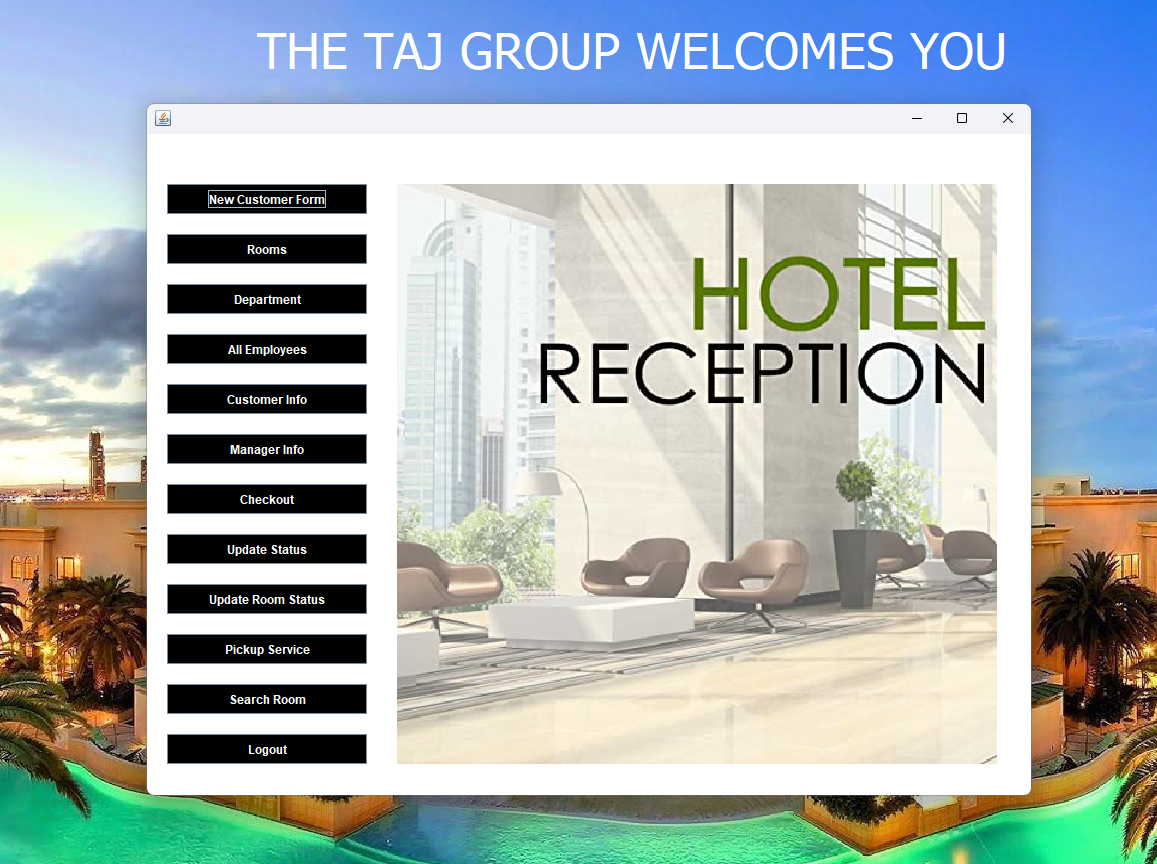 THE TAJ GROUP WELCOMES YOU
New Customer Form
Rooms
Department
All Employees
Customer Info
Manager Info
Checkout
Update Status
Update Room Status
Pickup Service
Search Room
Logout
HOTEL
RECEPTION